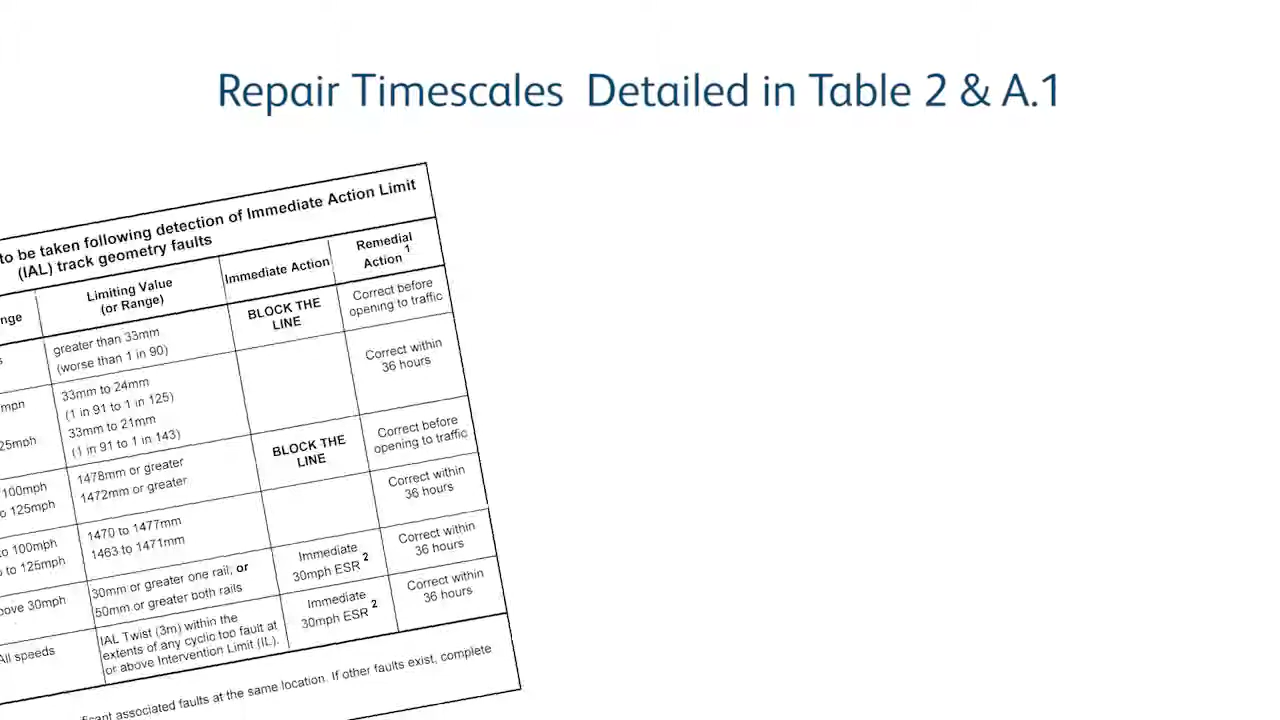 Repair Timescales Detailed in Table 2 & A.1
to be taken following detection of Immediate Action Limit
(IAL) track geometry faults
Limiting Value
(or Range)
Immediate Action
Remedial
Action 1
greater than 33mm
(worse than 1 in 90)
BLOCK THE
LINE
Correct before
opening to traffic
33mm to 24mm
(1 in 91 to 1 in 125)
33mm to 21mm
(1 in 91 to 1 in 143)
Correct within
36 hours
25mph
100mph
to 125mph
1478mm or greater
1472mm or greater
BLOCK THE
LINE
Correct before
opening to traffic
to 100mph
to 125mph
1470 to 1477mm
1463 to 1471mm
Correct within
36 hours
30mph
30mm or greater one rail, or
50mm or greater both rails
Immediate
30mph ESR 2
Correct within
36 hours
All speeds
IAL Twist (3m) within the
extents of any cyclic top fault at
or above Intervention Limit (IL).
Immediate
30mph ESR 2
Correct within
36 hours
associated faults at the same location. If other faults exist, complete